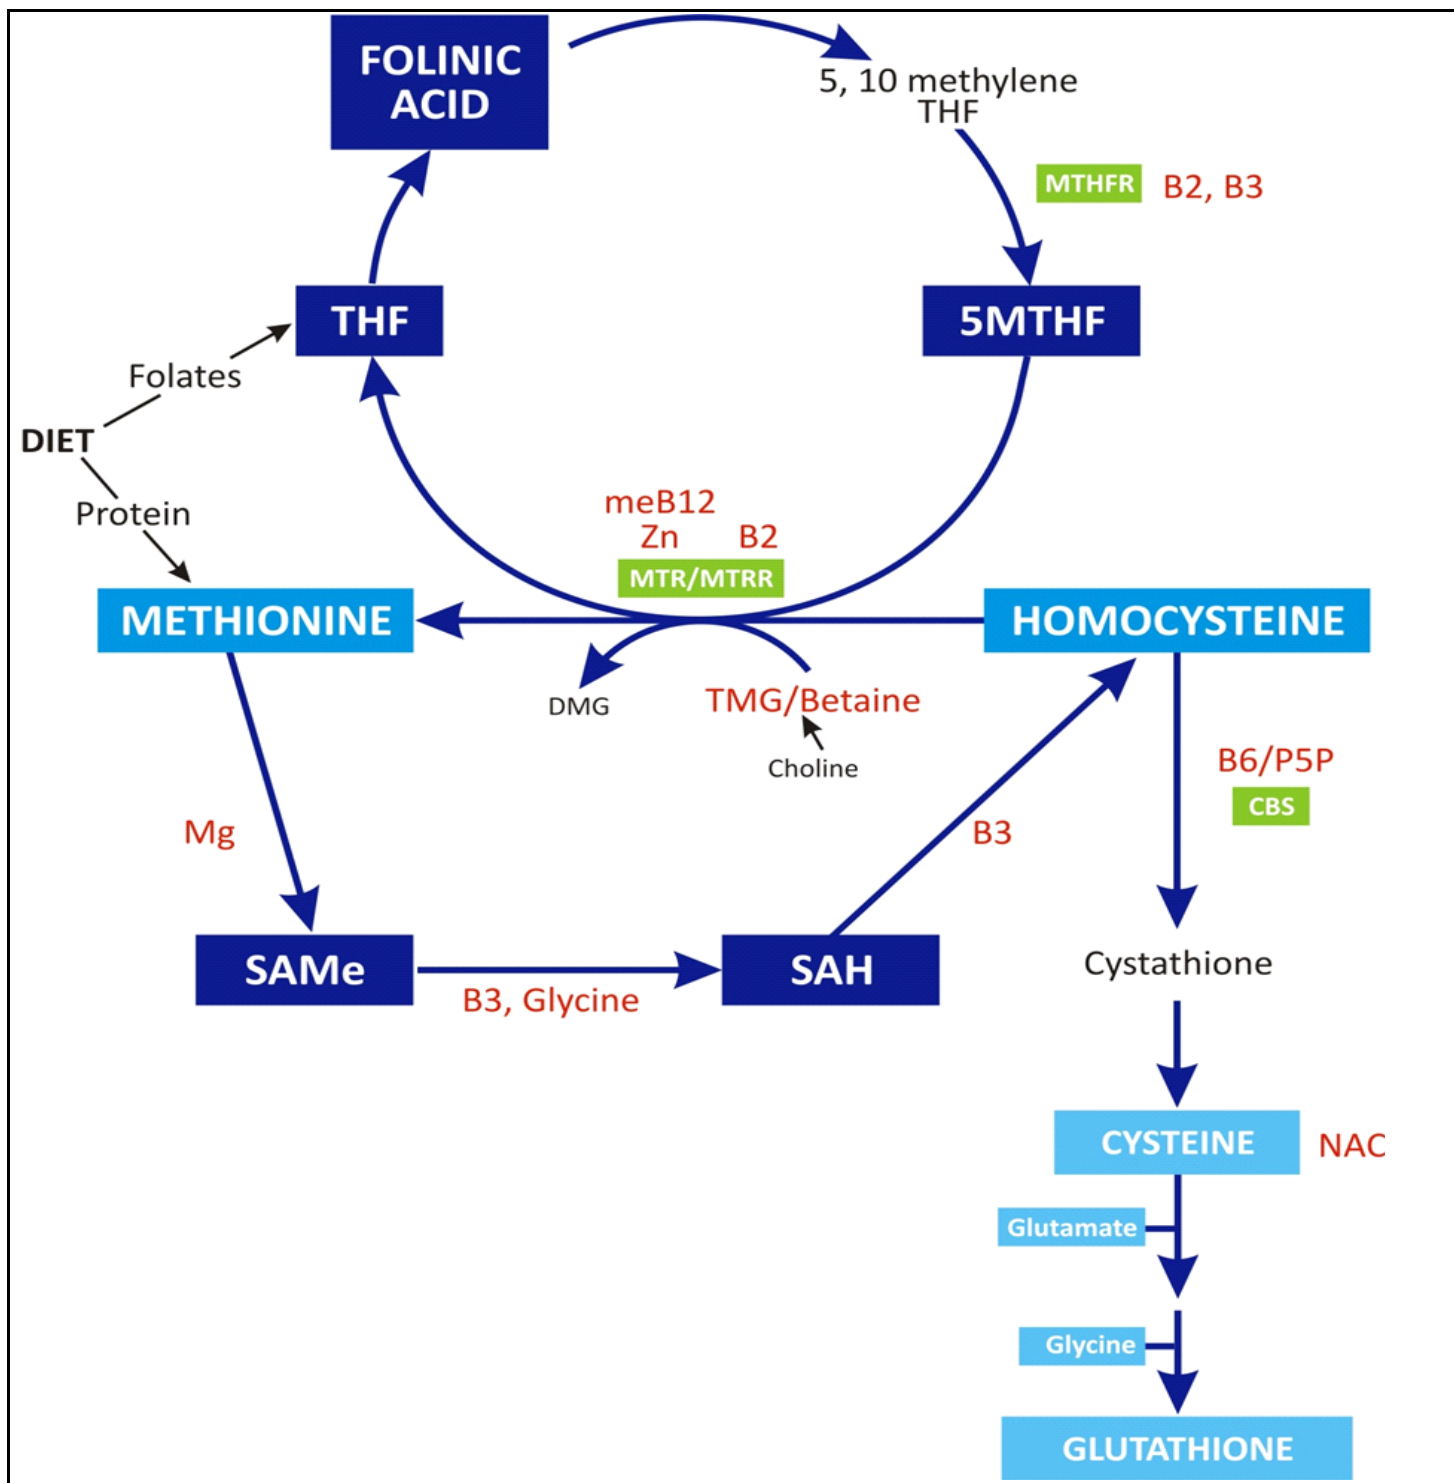 FOLINIC
ACID
5, 10 methylene
THF
MTHFR
B2, B3
THF
5MTHF
Folates
DIET
Protein
meB12
Zn
B2
MTR/MTRR
METHIONINE
HOMOCYSTEINE
DMG
TMG/Betaine
Choline
B6/P5P
CBS
Mg
B3
SAMe
SAH
B3, Glycine
Cystathione
CYSTEINE
NAC
Glutamate
Glycine
GLUTATHIONE